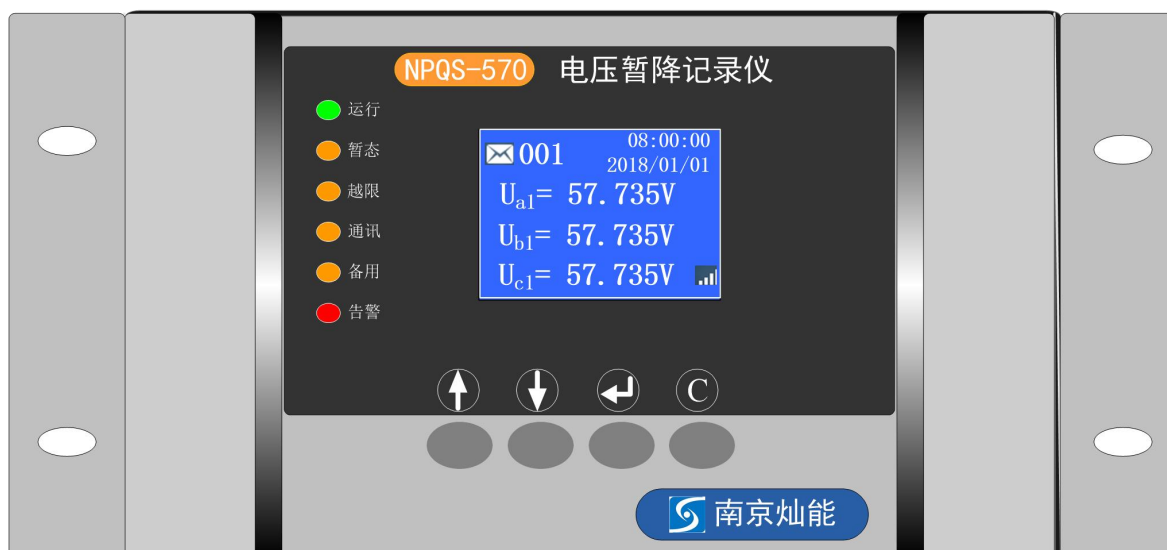 NPQS-570 电压暂降记录仪
运行
暂态
越限
通讯
备用
告警
001 08:00:00
2018/01/01
Ua1= 57.735V
Ub1= 57.735V
Uc1= 57.735V
C
南京灿能